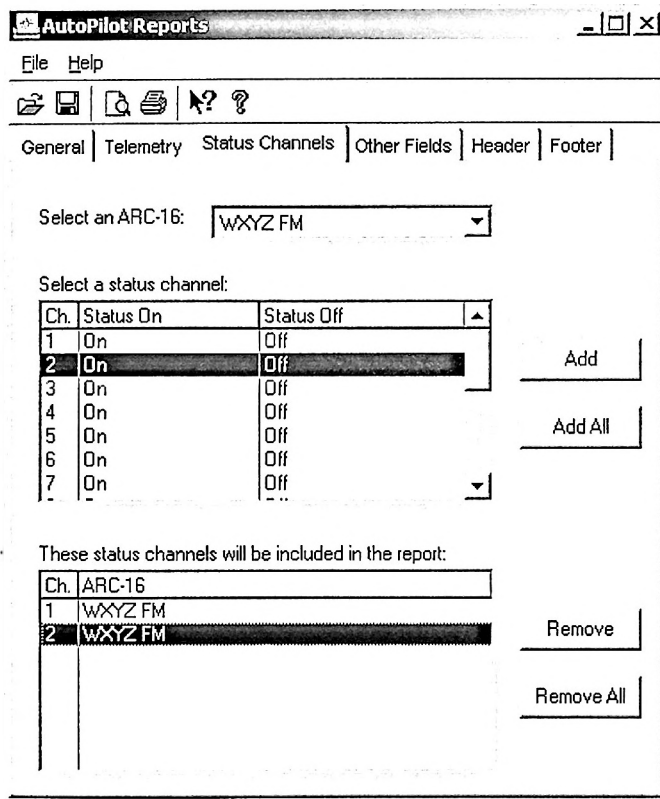 AutoPilot Reports
File Help
General Telemetry Status Channels Other Fields Header Footer
Select an ARC-16: WXYZ FM
Select a status channel:
Ch. Status On Status Off
1 On Off
2 On Off
3 On Off
4 On Off
5 On Off
6 On Off
7 On Off
Add
Add All
These status channels will be included in the report:
Ch. ARC-16
1 WXYZ FM
2 WXYZ FM
Remove
Remove All